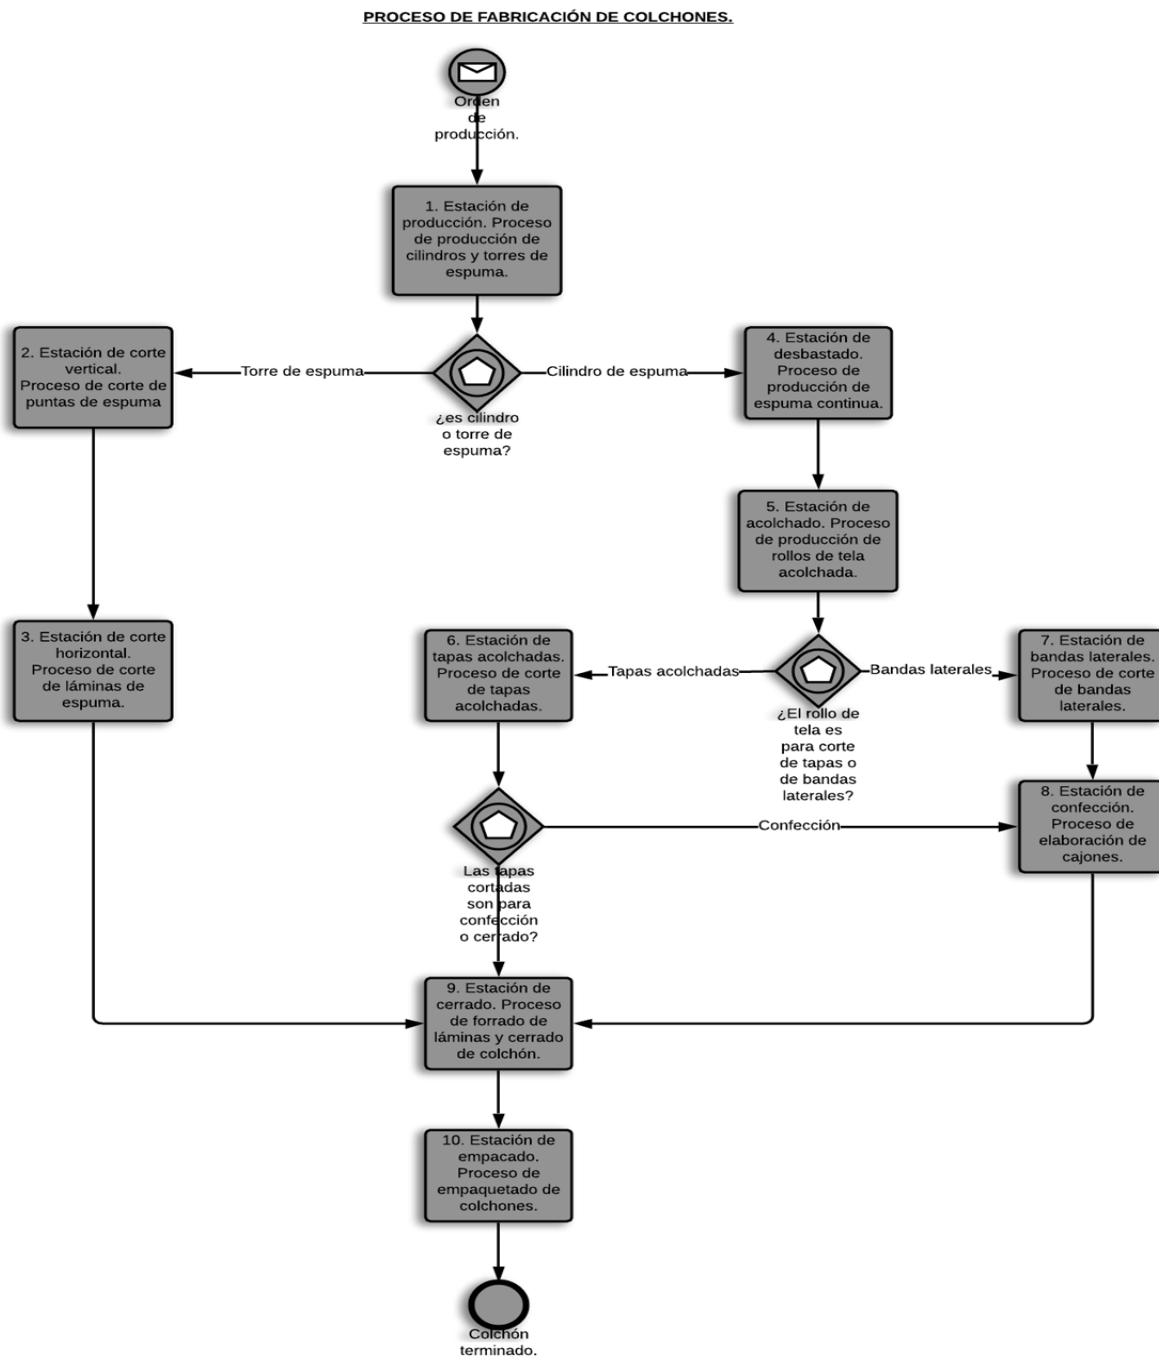 PROCESO DE FABRICACIÓN DE COLCHONES.
Orden
de
producción.
1. Estación de
producción. Proceso
de producción de
cilindros y torres de
espuma.
2. Estación de corte
vertical.
Proceso de corte de
puntas de espuma
Torre de espuma
¿es cilindro
o torre de
espuma?
Cilindro de espuma
4. Estación de
desbastado.
Proceso de
producción de
espuma continua.
5. Estación de
acolchado. Proceso
de producción de
rollos de tela
acolchada.
3. Estación de corte
horizontal.
Proceso de corte
de láminas de
espuma.
6. Estación de
tapas acolchadas.
Proceso de corte
de tapas
acolchadas.
Tapas acolchadas
¿El rollo de
tela es
para corte
de tapas o
de bandas
laterales?
Bandas laterales
7. Estación de
bandas laterales.
Proceso de corte
de bandas
laterales.
Las tapas
cortadas
son para
confección
o cerrado?
Confección
8. Estación de
confección.
Proceso de
elaboración de
cajones.
9. Estación de
cerrado. Proceso
de forrado de
láminas y cerrado
de colchón.
10. Estación de
empacado.
Proceso de
empaquetado de
colchones.
Colchón
terminado.